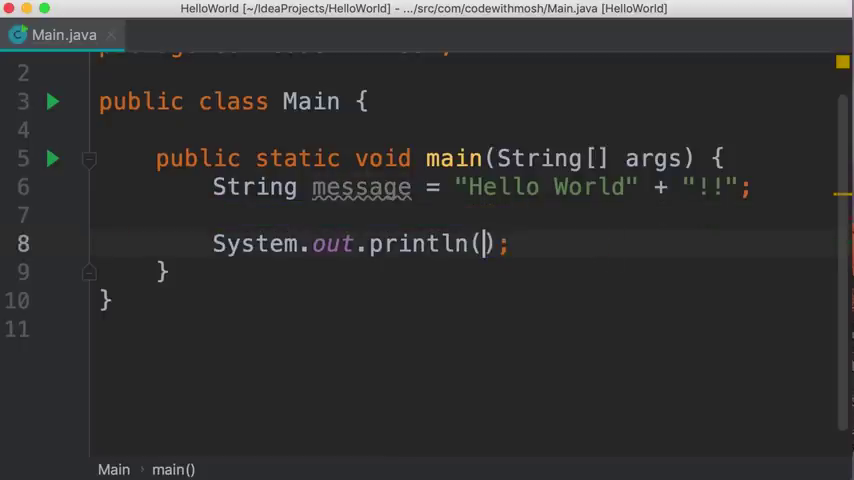 HelloWorld [~/IdeaProjects/HelloWorld] - .../src/com/codewithmosh/Main.java [HelloWorld]
Main.java
2
3 public class Main {
4
5 public static void main(String[] args) {
6 String message = "Hello World" + "!!";
7
8 System.out.println();
9 }
10 }
11
Main › main()